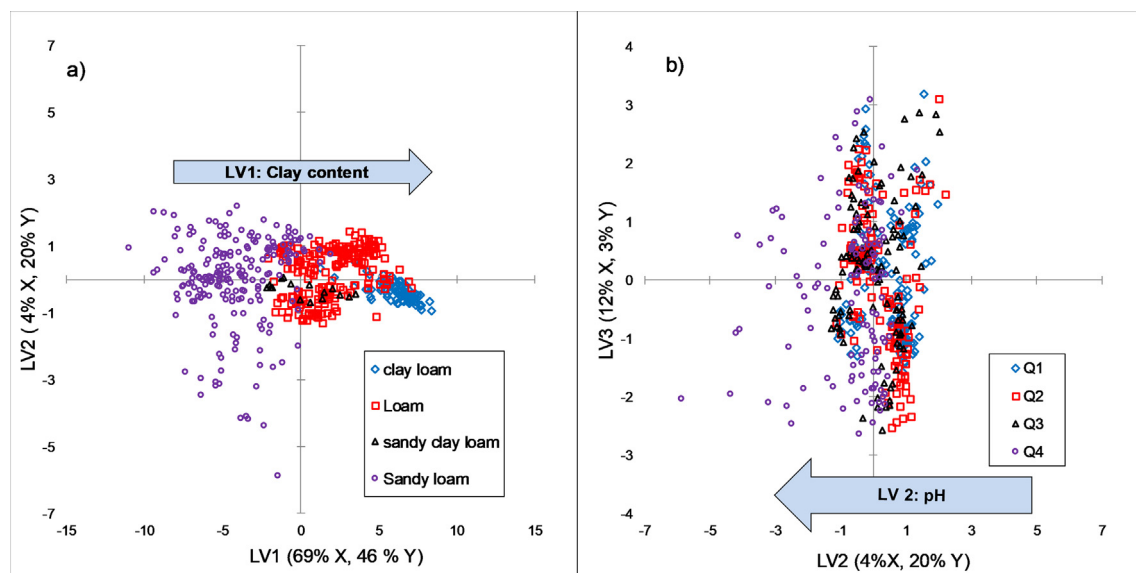 a)
7
5
3
1
-1
-3
-5
-7
LV2 ( 4% X, 20% Y)
LV1: Clay content
clay loam
Loam
sandy clay loam
Sandy loam
-15 -10 -5 0 5 10 15
LV1 (69% X, 46 % Y)
b)
4
3
2
1
0
-1
-2
-3
-4
LV3 (12% X, 3% Y)
Q1
Q2
Q3
Q4
LV 2: pH
-7 -5 -3 -1 1 3 5 7
LV2 (4%X, 20% Y)